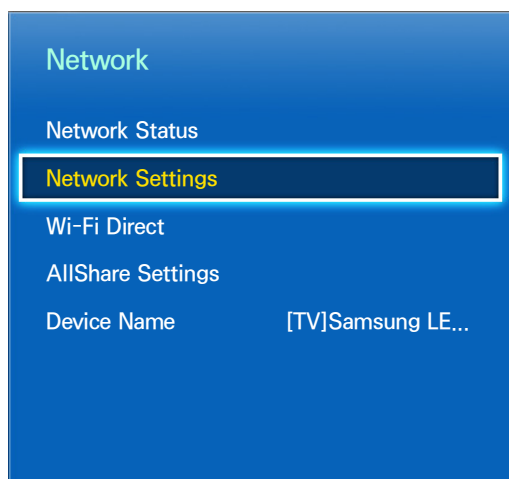 Network
Network Status
Network Settings
Wi-Fi Direct
AllShare Settings
Device Name [TV]Samsung LE...